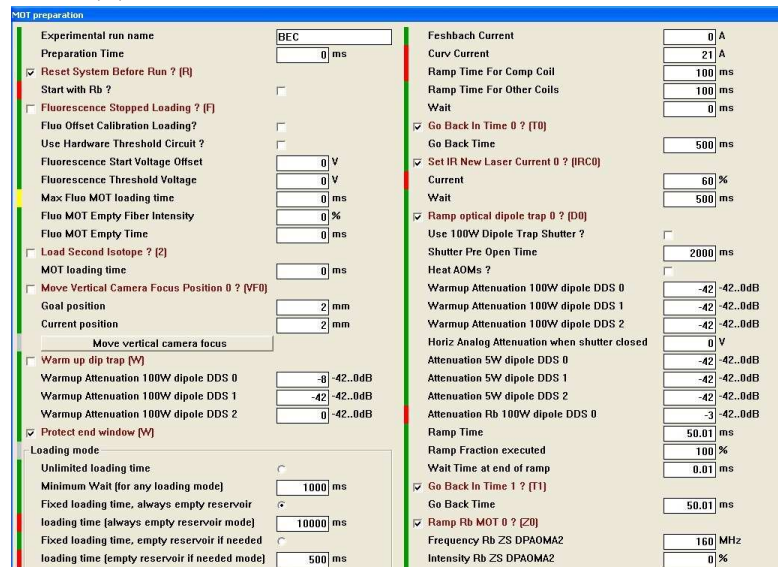 MOT preparation
Experimental run name BEC
Preparation Time 0 ms
Reset System Before Run ? (R)
Start with Rb ?
Fluorescence Stopped Loading ? (F)
Fluo Offset Calibration Loading?
Use Hardware Threshold Circuit ?
Fluorescence Start Voltage Offset 0 V
Fluorescence Threshold Voltage 0 V
Max Fluo MOT loading time 0 ms
Fluo MOT Empty Fiber Intensity 0 %
Fluo MOT Empty Time 0 ms
Load Second Isotope ? (2)
MOT loading time 0 ms
Move Vertical Camera Focus Position 0 ? (VF0)
Goal position 2 mm
Current position 2 mm
Move vertical camera focus
Warm up dip trap (W)
Warmup Attenuation 100W dipole DDS 0 -8 -42..0dB
Warmup Attenuation 100W dipole DDS 1 -42 -42..0dB
Warmup Attenuation 100W dipole DDS 2 0 -42..0dB
Protect end window (W)
Loading mode
Unlimited loading time
Minimum Wait (for any loading mode) 1000 ms
Fixed loading time, always empty reservoir
loading time (always empty reservoir mode) 10000 ms
Fixed loading time, empty reservoir if needed
loading time (empty reservoir if needed mode) 500 ms
Feshbach Current 0 A
Curv Current 21 A
Ramp Time For Comp Coil 100 ms
Ramp Time For Other Coils 100 ms
Wait 0 ms
Go Back In Time 0 ? (T0)
Go Back Time 500 ms
Set IR New Laser Current 0 ? (IRC0)
Current 60 %
Wait 500 ms
Ramp optical dipole trap 0 ? (D0)
Use 100W Dipole Trap Shutter ?
Shutter Pre Open Time 2000 ms
Heat AOMs ?
Warmup Attenuation 100W dipole DDS 0 -42 -42..0dB
Warmup Attenuation 100W dipole DDS 1 -42 -42..0dB
Warmup Attenuation 100W dipole DDS 2 -42 -42..0dB
Horiz Analog Attenuation when shutter closed 0 V
Attenuation 5W dipole DDS 0 -42 -42..0dB
Attenuation 5W dipole DDS 1 -42 -42..0dB
Attenuation 5W dipole DDS 2 -42 -42..0dB
Attenuation Rb 100W dipole DDS 0 -3 -42..0dB
Ramp Time 50.01 ms
Ramp Fraction executed 100 %
Wait Time at end of ramp 0.01 ms
Go Back In Time 1 ? (T1)
Go Back Time 50.01 ms
Ramp Rb MOT 0 ? (Z0)
Frequency Rb ZS DPAOMA2 160 MHz
Intensity Rb ZS DPAOMA2 0 %